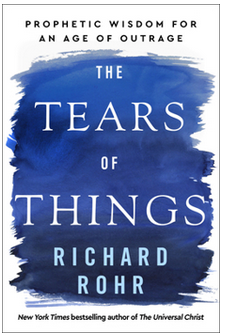 PROPHETIC WISDOM FOR
AN AGE OF OUTRAGE
THE
TEARS
OF
THINGS
RICHARD
ROHR
New York Times bestselling author of The Universal Christ